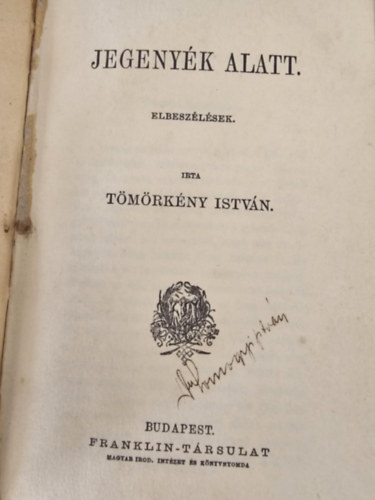 JEGENYÉK ALATT.
ELBESZÉLÉSEK.
IRTA
TÖMÖRKÉNY ISTVÁN.
BUDAPEST.
FRANKLIN-TÁRSULAT
MAGYAR IROD. INTÉZET ÉS KÖNYVNYOMDA